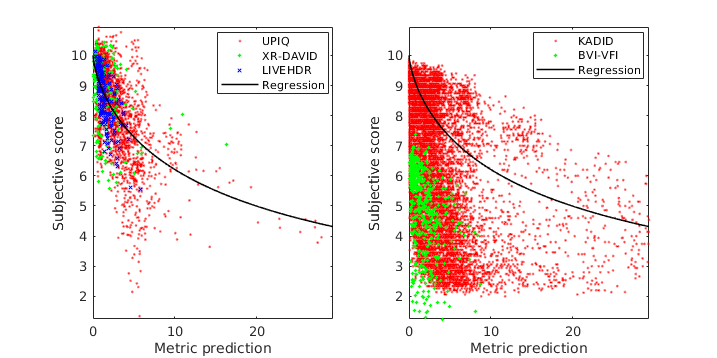 Subjective score
10
9
8
7
6
5
4
3
2
0
10
20
Metric prediction
UPIQ
XR-DAVID
LIVEHDR
Regression
Subjective score
10
9
8
7
6
5
4
3
2
0
10
20
Metric prediction
KADID
BVI-VFI
Regression